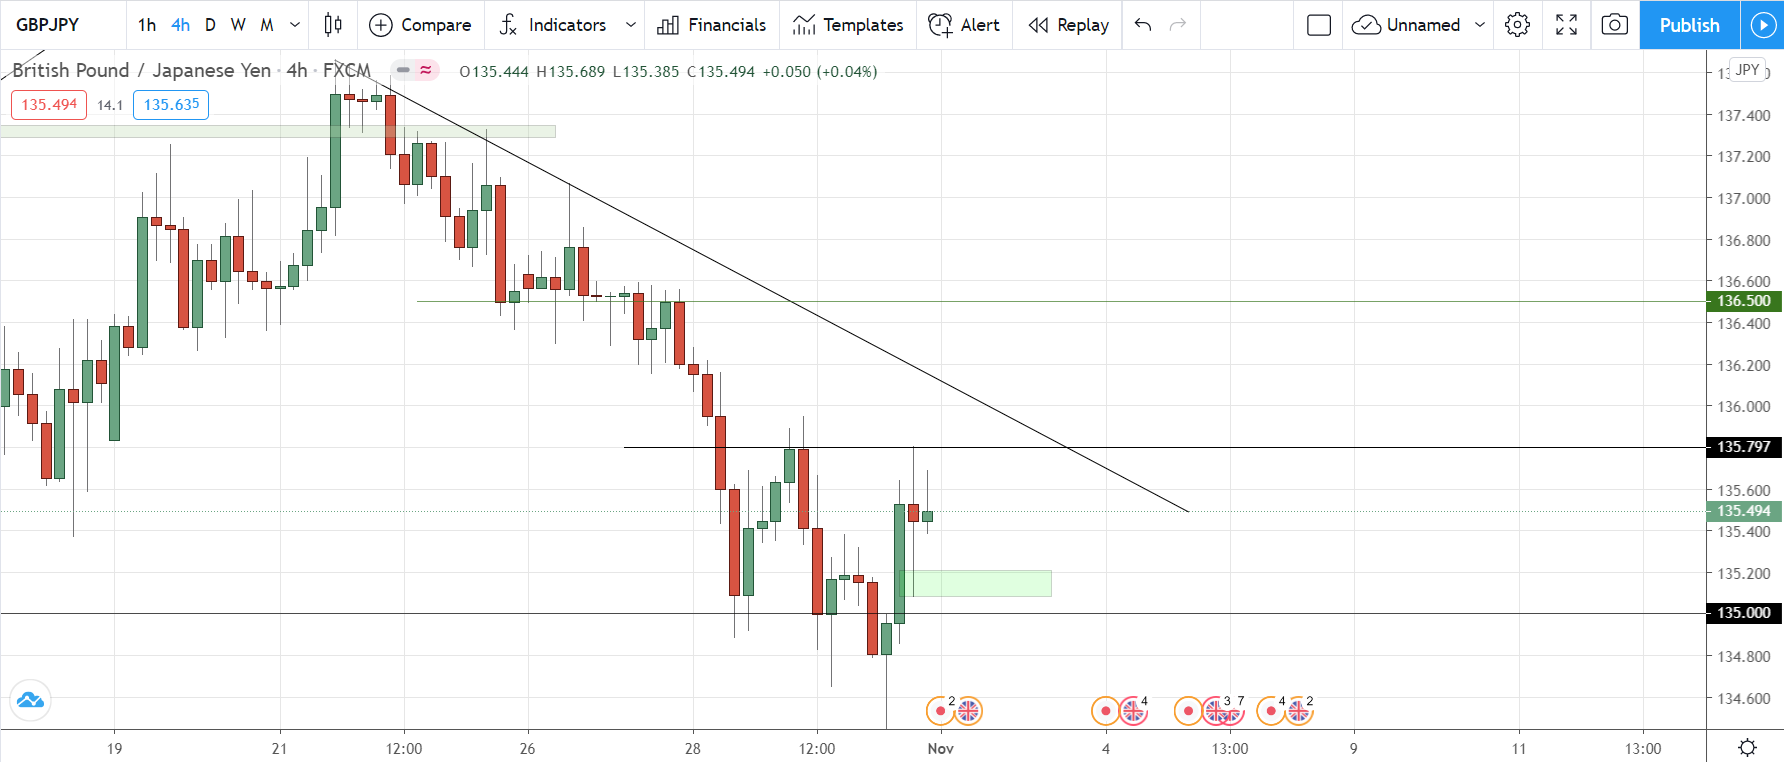 GBPJPY 1h 4h D W M Compare Indicators Financials Templates Alert Replay Unnamed Publish
British Pound / Japanese Yen · 4h · FXCM O135.444 H135.689 L135.385 C135.494 +0.050 (+0.04%)
JPY
135.494 14.1 135.635
137.400
137.200
137.000
136.800
136.600
136.500
136.400
136.200
136.000
135.797
135.600
135.494
135.400
135.200
135.000
134.800
134.600
2 4 3 7 4 2
19 21 12:00 26 28 12:00 Nov 4 13:00 9 11 13:00